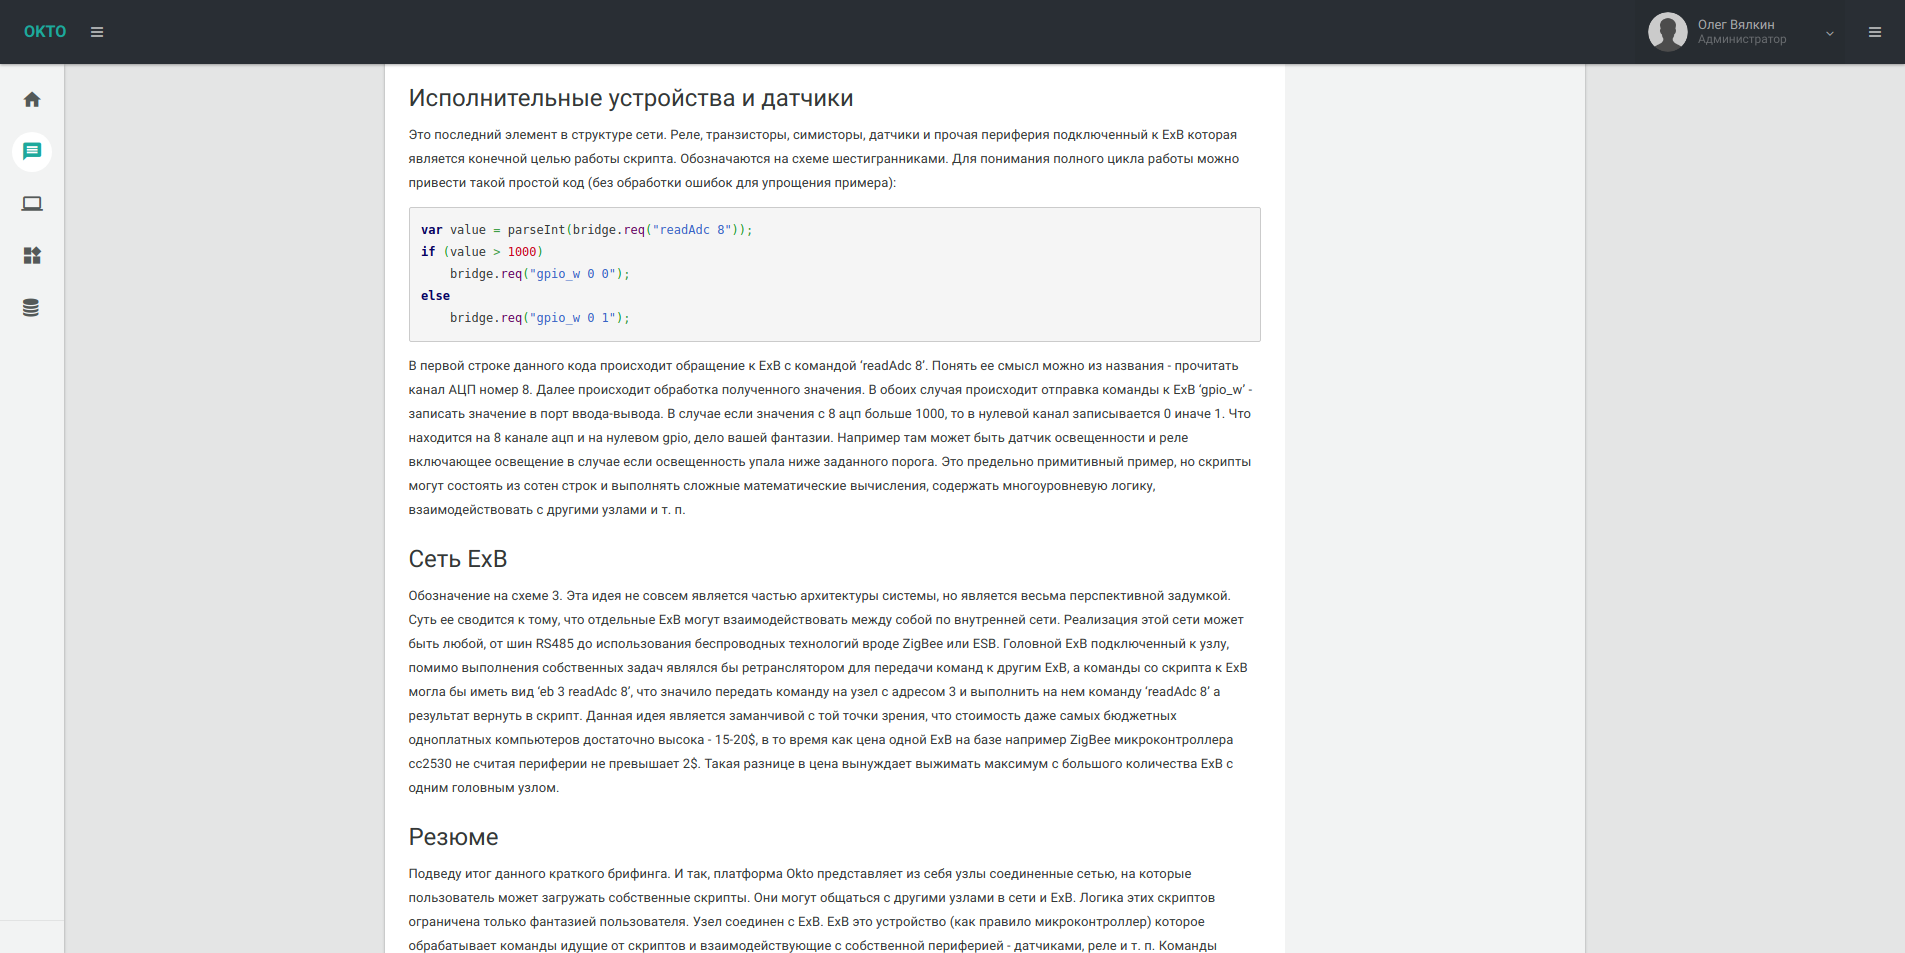 OKTO
Олег Вялкин
Администратор
Исполнительные устройства и датчики
Это последний элемент в структуре сети. Реле, транзисторы, симисторы, датчики и прочая периферия подключенный к ExB которая
является конечной целью работы скрипта. Обозначаются на схеме шестигранниками. Для понимания полного цикла работы можно
привести такой простой код (без обработки ошибок для упрощения примера):
var value = parseInt(bridge.req("readAdc 8"));
if (value > 1000)
    bridge.req("gpio_w 0 0");
else
    bridge.req("gpio_w 0 1");
В первой строке данного кода происходит обращение к ExB с командой ‘readAdc 8’. Понять ее смысл можно из названия - прочитать
канал АЦП номер 8. Далее происходит обработка полученного значения. В обоих случая происходит отправка команды к ExB ‘gpio_w’ -
записать значение в порт ввода-вывода. В случае если значения с 8 ацп больше 1000, то в нулевой канал записывается 0 иначе 1. Что
находится на 8 канале ацп и на нулевом gpio, дело вашей фантазии. Например там может быть датчик освещенности и реле
включающее освещение в случае если освещенность упала ниже заданного порога. Это предельно примитивный пример, но скрипты
могут состоять из сотен строк и выполнять сложные математические вычисления, содержать многоуровневую логику,
взаимодействовать с другими узлами и т. п.
Сеть ExB
Обозначение на схеме 3. Эта идея не совсем является частью архитектуры системы, но является весьма перспективной задумкой.
Суть ее сводится к тому, что отдельные ExB могут взаимодействовать между собой по внутренней сети. Реализация этой сети может
быть любой, от шин RS485 до использования беспроводных технологий вроде ZigBee или ESB. Головной ExB подключенный к узлу,
помимо выполнения собственных задач являлся бы ретранслятором для передачи команд к другим ExB, а команды со скрипта к ExB
могла бы иметь вид ‘eb 3 readAdc 8’, что значило передать команду на узел с адресом 3 и выполнить на нем команду ‘readAdc 8’ а
результат вернуть в скрипт. Данная идея является заманчивой с той точки зрения, что стоимость даже самых бюджетных
одноплатных компьютеров достаточно высока - 15-20$, в то время как цена одной ExB на базе например ZigBee микроконтроллера
cc2530 не считая периферии не превышает 2$. Такая разнице в цена вынуждает выжимать максимум с большого количества ExB с
одним головным узлом.
Резюме
Подведу итог данного краткого брифинга. И так, платформа Okto представляет из себя узлы соединенные сетью, на которые
пользователь может загружать собственные скрипты. Они могут общаться с другими узлами в сети и ExB. Логика этих скриптов
ограничена только фантазией пользователя. Узел соединен с ExB. ExB это устройство (как правило микроконтроллер) которое
обрабатывает команды идущие от скриптов и взаимодействующие с собственной периферией - датчиками, реле и т. п. Команды